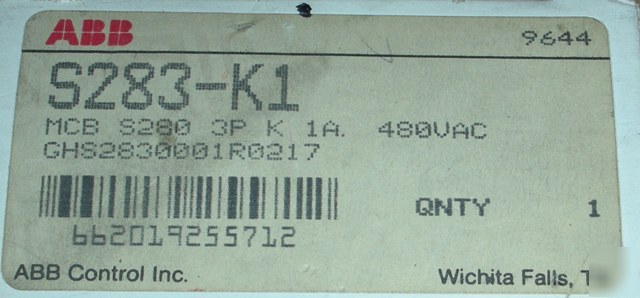 ABB 9644
S283-K1
MCB S280 3P K 1A. 480VAC
GHS2830001R0217
QNTY 1
662019255712
ABB Control Inc. Wichita Falls,